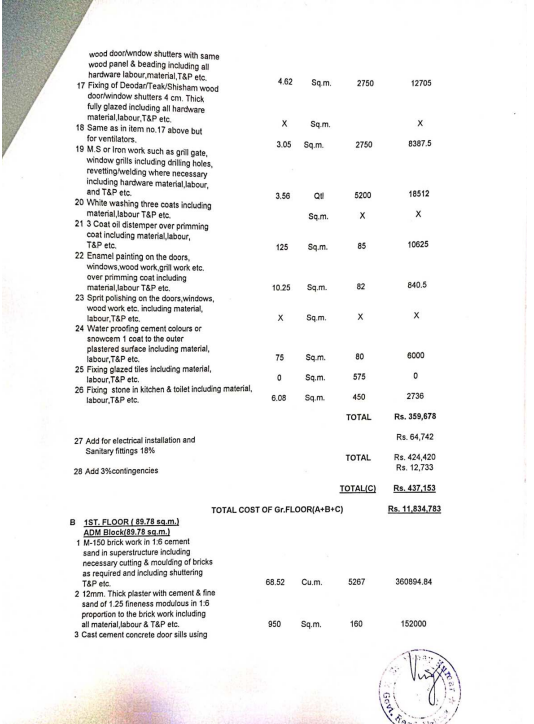 wood door/wndow shutters with same
wood panel & beading including all
hardware labour,material,T&P etc. 4.62 Sq.m. 2750 12705
17 Fixing of Deodar/Teak/Shisham wood
door/window shutters 4 cm. Thick
fully glazed including all hardware
material,labour,T&P etc. X Sq.m. X
18 Same as in item no.17 above but
for ventilators. 3.05 Sq.m. 2750 8387.5
19 M.S or Iron work such as grill gate,
window grills including drilling holes,
revetting/welding where necessary
including hardware material,labour,
and T&P etc. 3.56 Qtl 5200 18512
20 White washing three coats including
material,labour T&P etc. Sq.m. X X
21 3 Coat oil distemper over primming
coat including material,labour,
T&P etc. 125 Sq.m. 85 10625
22 Enamel painting on the doors,
windows,wood work,grill work etc.
over primming coat including
material,labour T&P etc. 10.25 Sq.m. 82 840.5
23 Sprit polishing on the doors,windows,
wood work etc. including material,
labour,T&P etc. X Sq.m. X X
24 Water proofing cement colours or
snowcem 1 coat to the outer
plastered surface including material,
labour,T&P etc. 75 Sq.m. 80 6000
25 Fixing glazed tiles including material,
labour,T&P etc. 0 Sq.m. 575 0
26 Fixing stone in kitchen & toilet including material,
labour,T&P etc. 6.08 Sq.m. 450 2736
TOTAL Rs. 359,678
27 Add for electrical installation and Rs. 64,742
Sanitary fittings 18%
TOTAL Rs. 424,420
28 Add 3%contingencies Rs. 12,733
TOTAL(C) Rs. 437,153
TOTAL COST OF Gr.FLOOR(A+B+C) Rs. 11,834,783
B 1ST. FLOOR ( 89.78 sq.m.)
ADM Block(89.78 sq.m.)
1 M-150 brick work in 1:6 cement
sand in superstructure including
necessary cutting & moulding of bricks
as required and including shuttering
T&P etc. 68.52 Cu.m. 5267 360894.84
2 12mm. Thick plaster with cement & fine
sand of 1.25 fineness modulous in 1:6
proportion to the brick work including
all material,labour & T&P etc. 950 Sq.m. 160 152000
3 Cast cement concrete door sills using
Kumar
Govt.